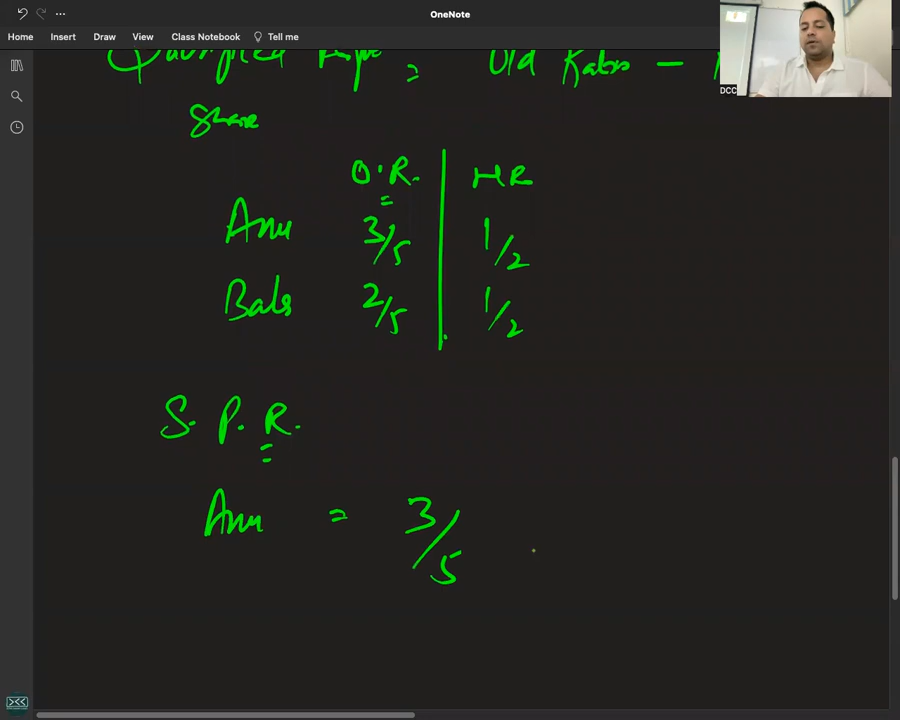 OneNote
Home Insert Draw View Class Notebook Tell me
DCC
Old Ratio −
Share
O.R. NR
Anu 3/5 1/2
Balu 2/5 1/2
S. P. R.
Anu = 3/5